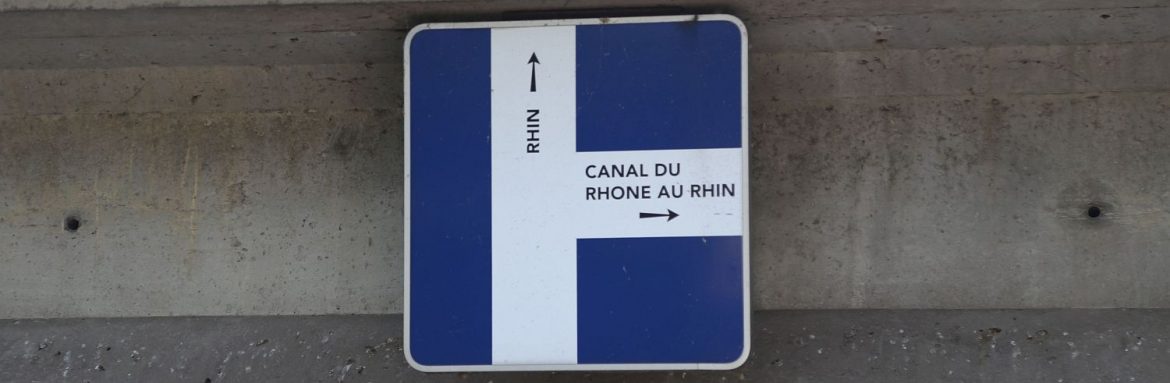 RHIN
CANAL DU
RHONE AU RHIN